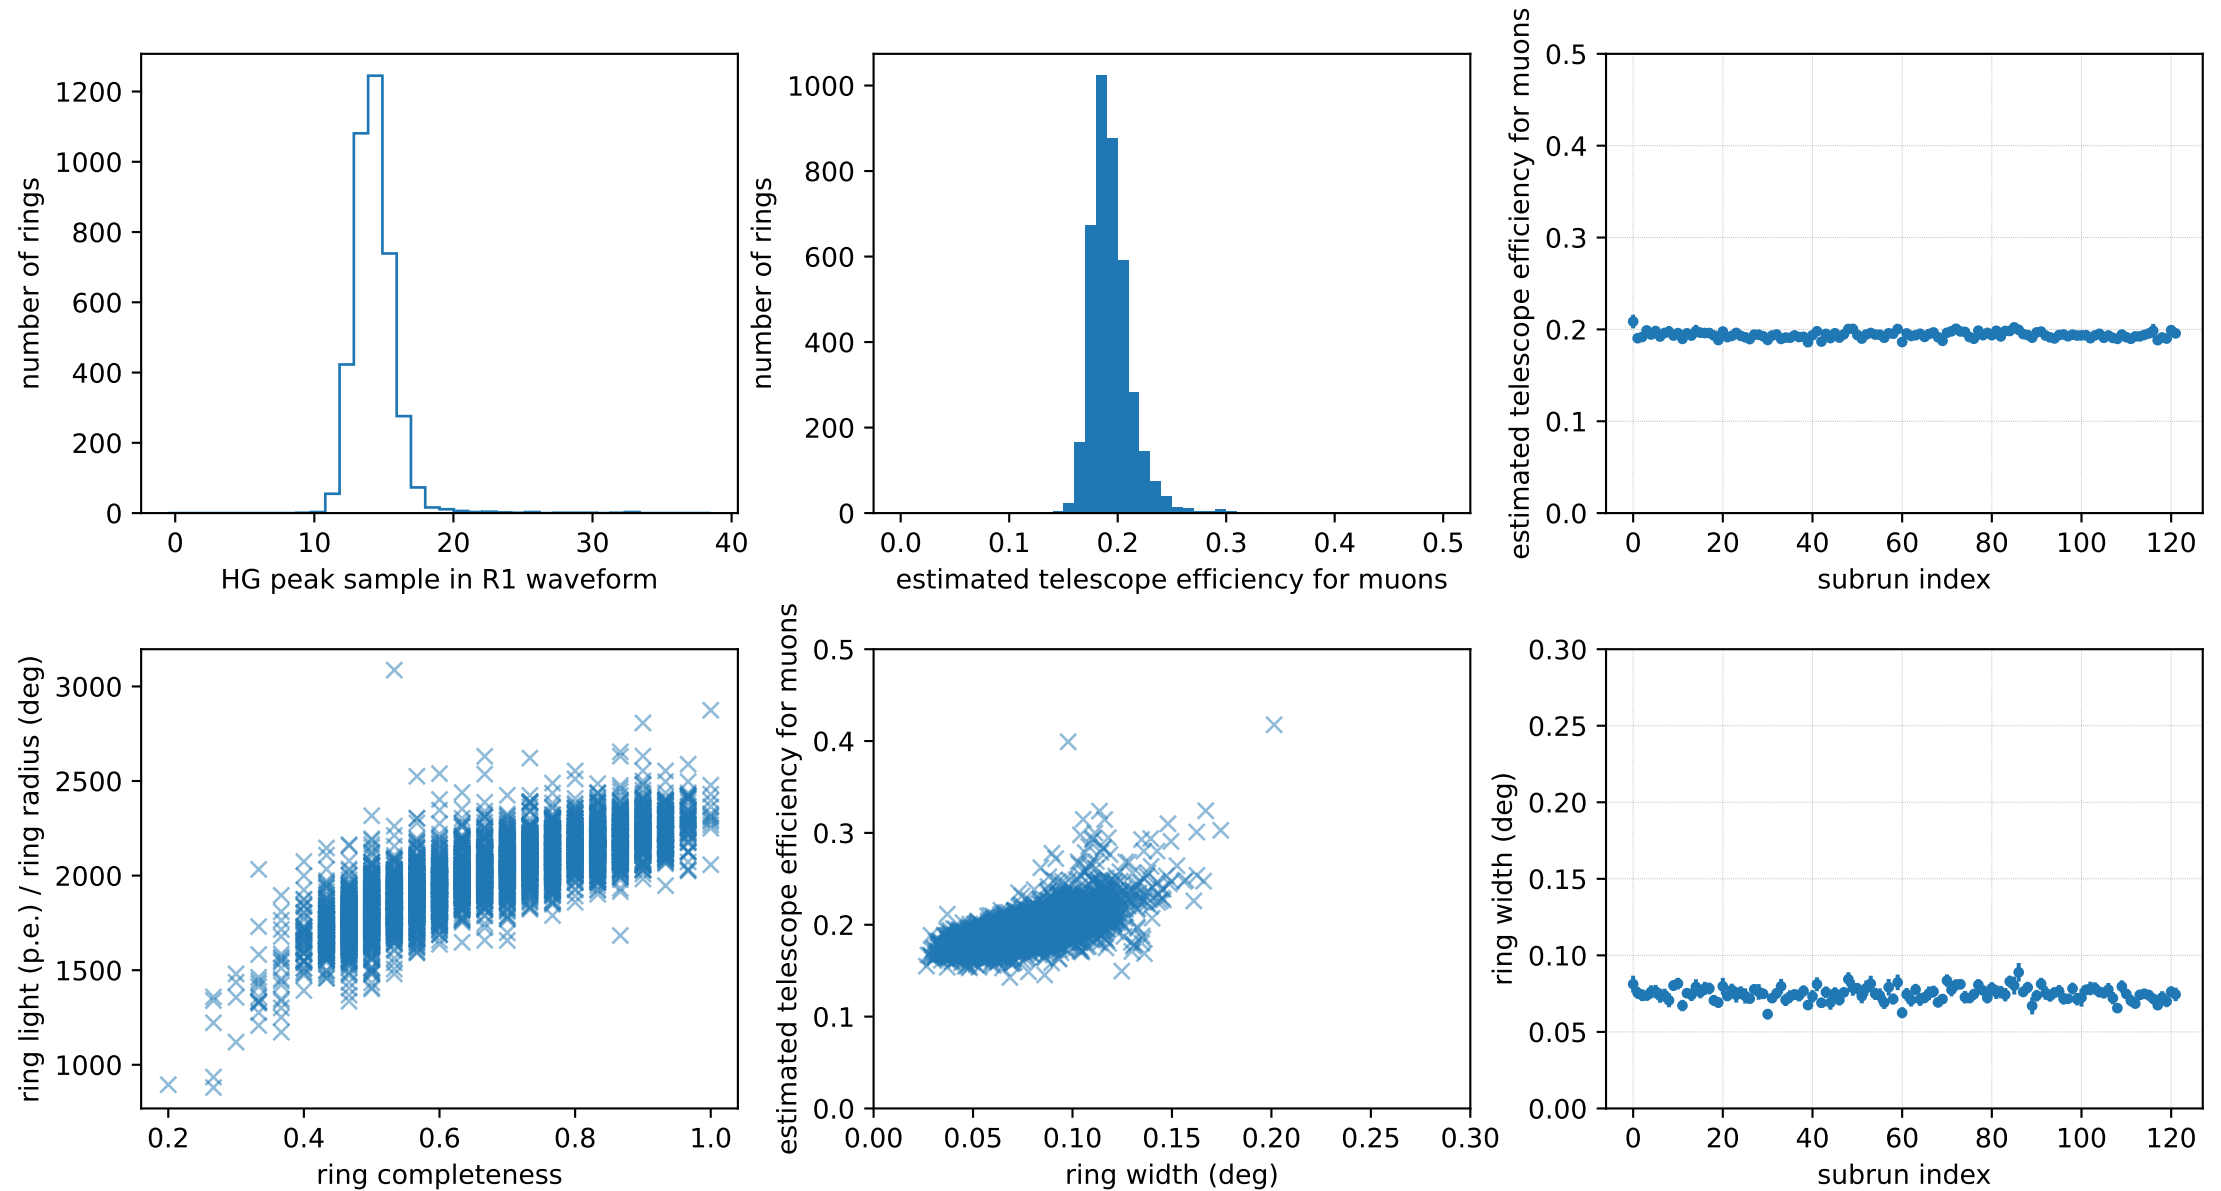 number of rings
1200
1000
800
600
400
200
0
0 10 20 30 40
HG peak sample in R1 waveform
number of rings
1000
800
600
400
200
0
0.0 0.1 0.2 0.3 0.4 0.5
estimated telescope efficiency for muons
estimated telescope efficiency for muons
0.5
0.4
0.3
0.2
0.1
0.0
0 20 40 60 80 100 120
subrun index
ring light (p.e.) / ring radius (deg)
3000
2500
2000
1500
1000
0.2 0.4 0.6 0.8 1.0
ring completeness
estimated telescope efficiency for muons
0.5
0.4
0.3
0.2
0.1
0.0
0.00 0.05 0.10 0.15 0.20 0.25 0.30
ring width (deg)
ring width (deg)
0.30
0.25
0.20
0.15
0.10
0.05
0.00
0 20 40 60 80 100 120
subrun index